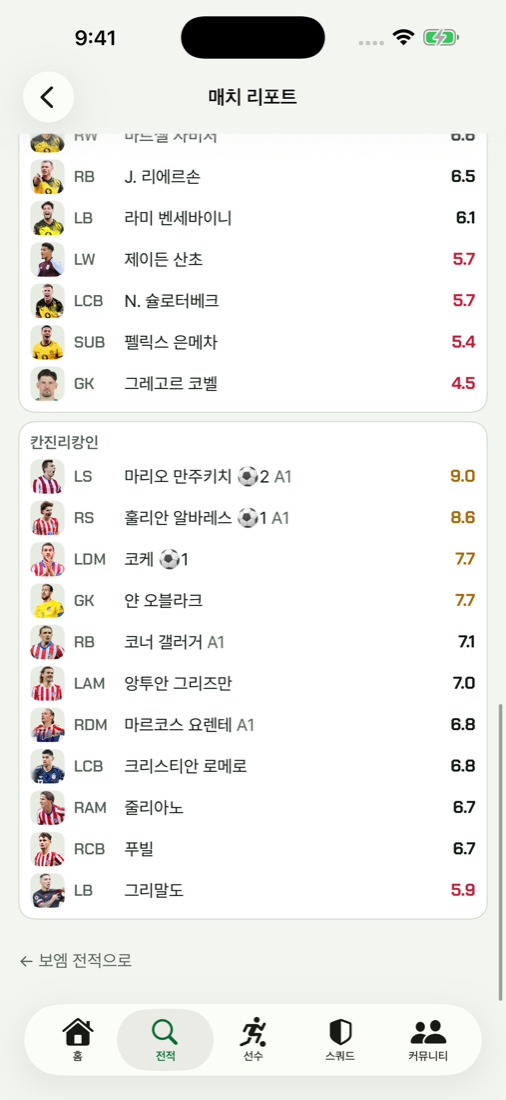 9:41
매치 리포트
RW 마르셀 자비처 6.6
RB J. 리에르손 6.5
LB 라미 벤세바이니 6.1
LW 제이든 산초 5.7
LCB N. 슐로터베크 5.7
SUB 펠릭스 은메차 5.4
GK 그레고르 코벨 4.5
칸진리캉인
LS 마리오 만주키치 ⚽2 A1 9.0
RS 훌리안 알바레스 ⚽1 A1 8.6
LDM 코케 ⚽1 7.7
GK 얀 오블라크 7.7
RB 코너 갤러거 A1 7.1
LAM 앙투안 그리즈만 7.0
RDM 마르코스 요렌테 A1 6.8
LCB 크리스티안 로메로 6.8
RAM 줄리아노 6.7
RCB 푸빌 6.7
LB 그리말도 5.9
← 보엠 전적으로
홈 전적 선수 스쿼드 커뮤니티